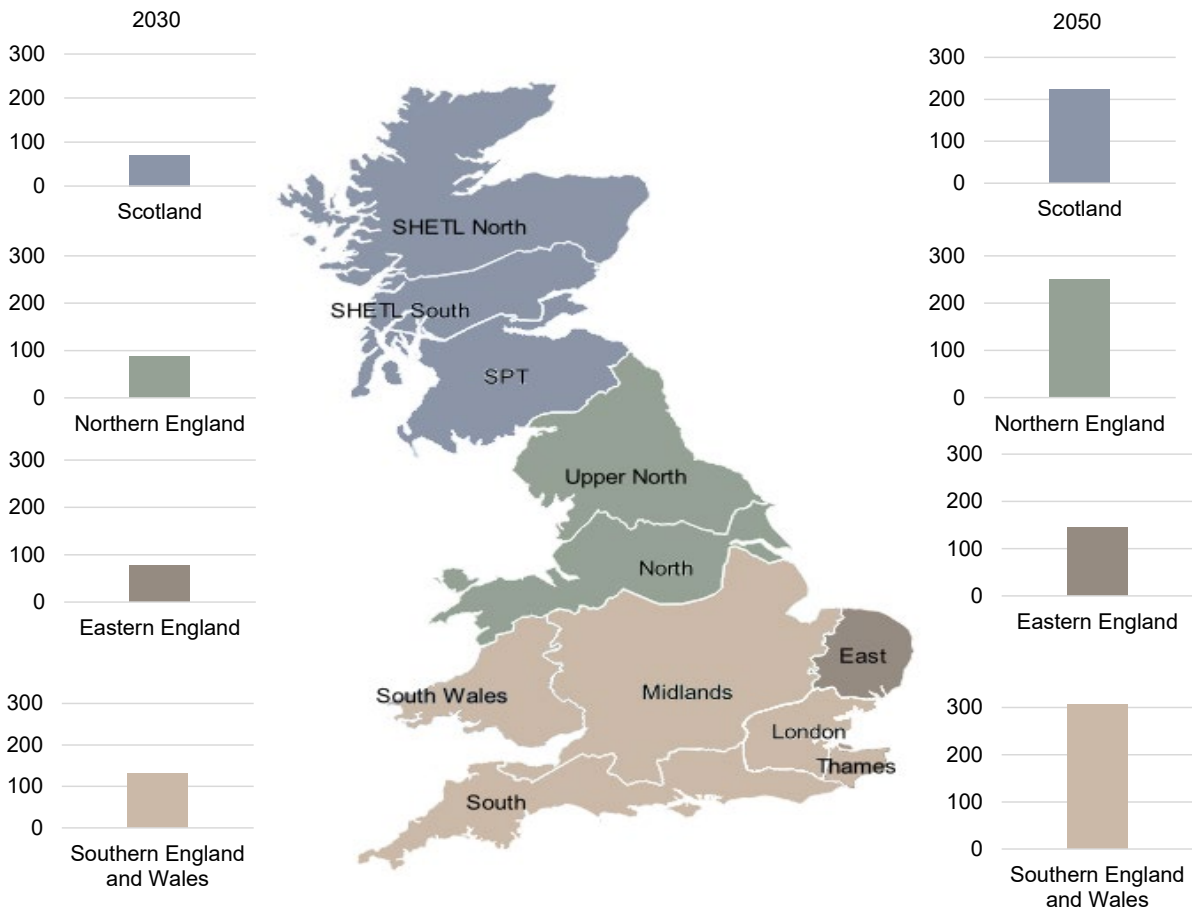 2030
300
200
100
0
Scotland
300
200
100
0
Northern England
300
200
100
0
Eastern England
300
200
100
0
Southern England
and Wales
SHETL North
SHETL South
SPT
Upper North
North
East
South Wales
Midlands
London
Thames
South
2050
300
200
100
0
Scotland
300
200
100
0
Northern England
300
200
100
0
Eastern England
300
200
100
0
Southern England
and Wales